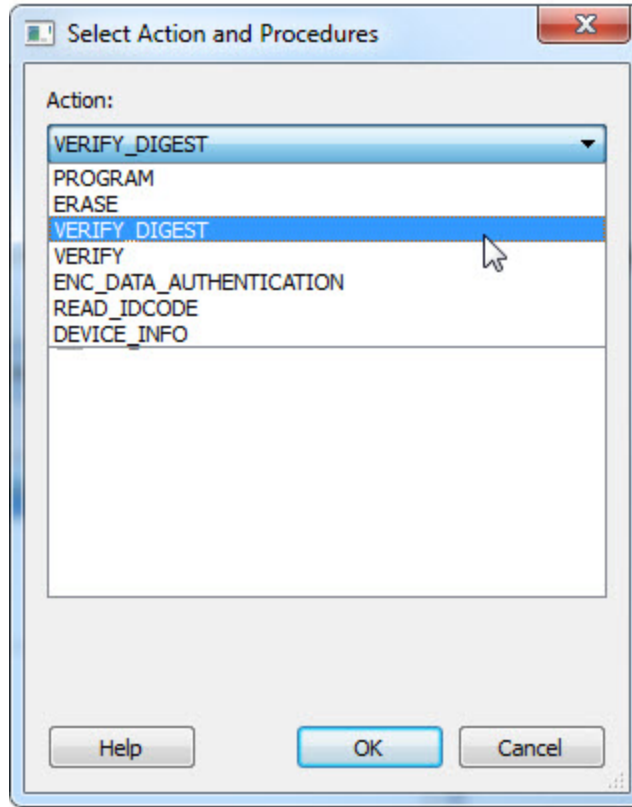 Select Action and Procedures
Action:
VERIFY_DIGEST
PROGRAM
ERASE
VERIFY_DIGEST
VERIFY
ENC_DATA_AUTHENTICATION
READ_IDCODE
DEVICE_INFO
Help OK Cancel